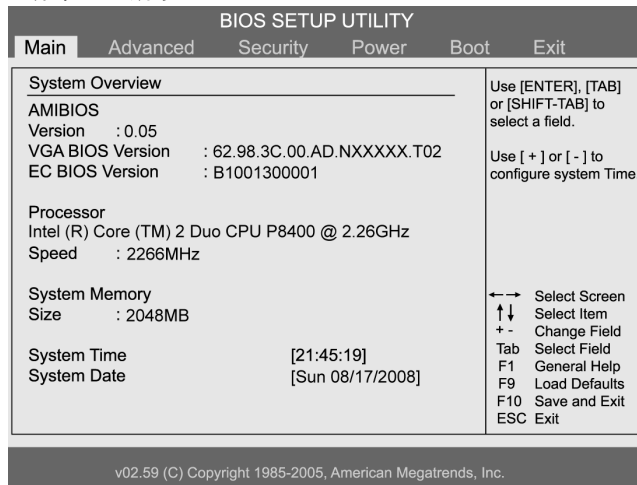 BIOS SETUP UTILITY
Main Advanced Security Power Boot Exit
System Overview
AMIBIOS
Version : 0.05
VGA BIOS Version : 62.98.3C.00.AD.NXXXXX.T02
EC BIOS Version : B1001300001
Processor
Intel (R) Core (TM) 2 Duo CPU P8400 @ 2.26GHz
Speed : 2266MHz
System Memory
Size : 2048MB
System Time [21:45:19]
System Date [Sun 08/17/2008]
Use [ENTER], [TAB]
or [SHIFT-TAB] to
select a field.
Use [ + ] or [ - ] to
configure system Time
←→ Select Screen
↑↓ Select Item
+ - Change Field
Tab Select Field
F1 General Help
F9 Load Defaults
F10 Save and Exit
ESC Exit
v02.59 (C) Copyright 1985-2005, American Megatrends, Inc.